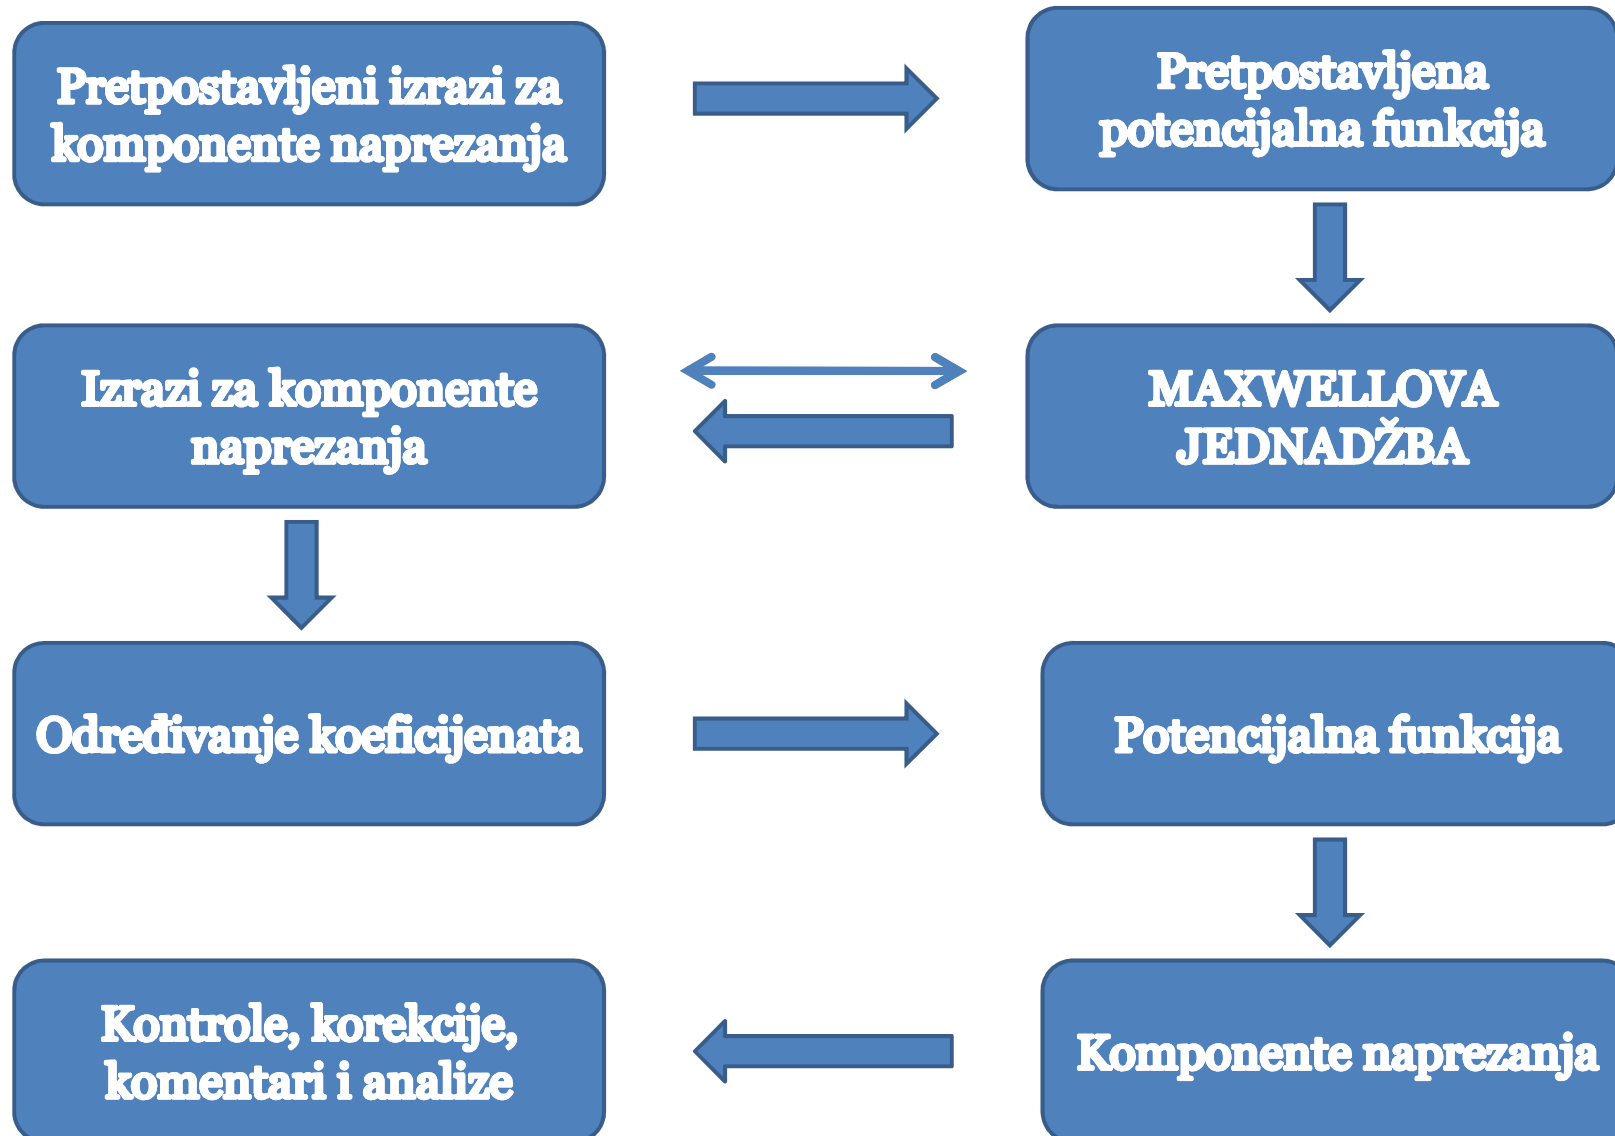 Pretpostavljeni izrazi za
komponente naprezanja
Pretpostavljena
potencijalna funkcija
MAXWELLOVA
JEDNADŽBA
Izrazi za komponente
naprezanja
Određivanje koeficijenata
Potencijalna funkcija
Komponente naprezanja
Kontrole, korekcije,
komentari i analize